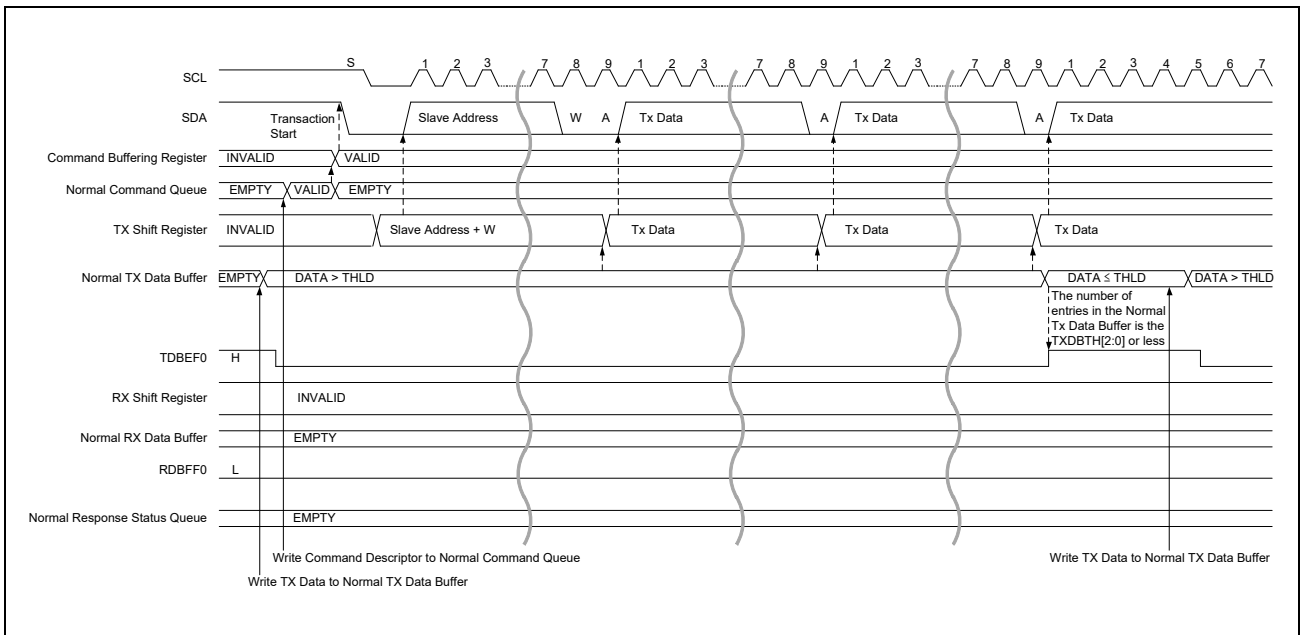 S 1 2 3 7 8 9 1 2 3 7 8 9 1 2 3 7 8 9 1 2 3 4 5 6 7
SCL
SDA Transaction Slave Address W A Tx Data A Tx Data A Tx Data
Start
Command Buffering Register INVALID VALID
Normal Command Queue EMPTY VALID EMPTY
TX Shift Register INVALID Slave Address + W Tx Data Tx Data Tx Data
Normal TX Data Buffer EMPTY DATA > THLD DATA ≦ THLD DATA > THLD
The number of
entries in the Normal
Tx Data Buffer is the
TXDBTH[2:0] or less
TDBEF0 H
RX Shift Register INVALID
Normal RX Data Buffer EMPTY
RDBFF0 L
Normal Response Status Queue EMPTY
Write Command Descriptor to Normal Command Queue Write TX Data to Normal TX Data Buffer
Write TX Data to Normal TX Data Buffer